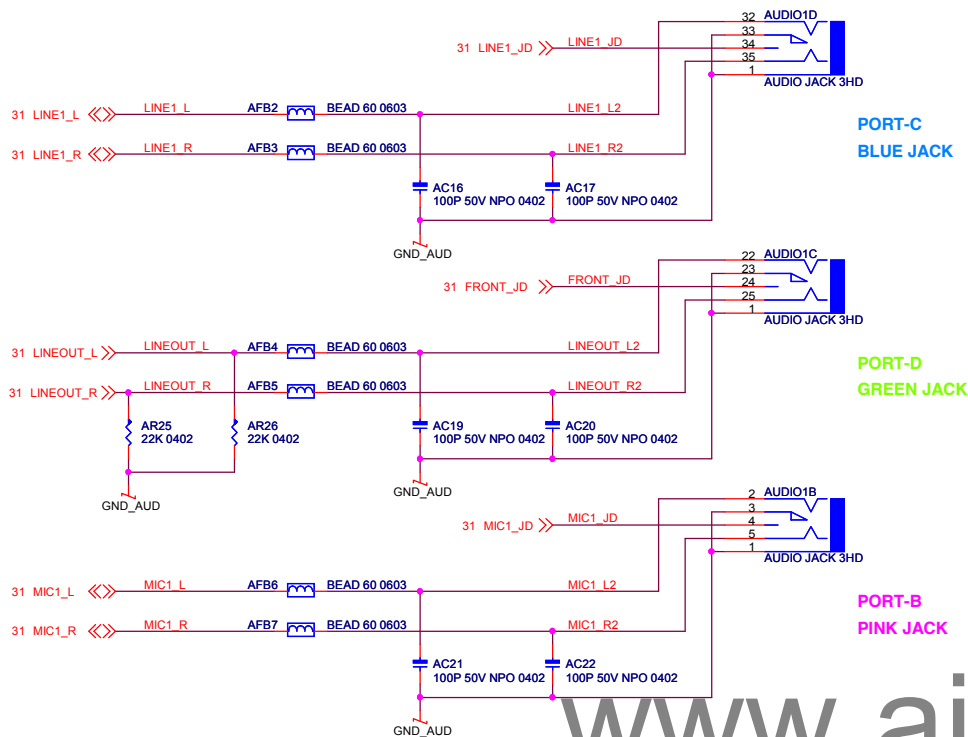 32 AUDIO1D
33
31 LINE1_JD LINE1_JD 34
35
1
AUDIO JACK 3HD
31 LINE1_L LINE1_L AFB2 BEAD 60 0603 LINE1_L2
PORT-C
31 LINE1_R LINE1_R AFB3 BEAD 60 0603 LINE1_R2
BLUE JACK
AC16 AC17
100P 50V NPO 0402 100P 50V NPO 0402
GND_AUD
22 AUDIO1C
23
31 FRONT_JD FRONT_JD 24
25
1
AUDIO JACK 3HD
31 LINEOUT_L LINEOUT_L AFB4 BEAD 60 0603 LINEOUT_L2
PORT-D
31 LINEOUT_R LINEOUT_R AFB5 BEAD 60 0603 LINEOUT_R2
GREEN JACK
AR25 AR26 AC19 AC20
22K 0402 22K 0402 100P 50V NPO 0402 100P 50V NPO 0402
GND_AUD
GND_AUD
2 AUDIO1B
3
31 MIC1_JD MIC1_JD 4
5
1
AUDIO JACK 3HD
31 MIC1_L MIC1_L AFB6 BEAD 60 0603 MIC1_L2
PORT-B
31 MIC1_R MIC1_R AFB7 BEAD 60 0603 MIC1_R2
PINK JACK
AC21 AC22
100P 50V NPO 0402 100P 50V NPO 0402
GND_AUD